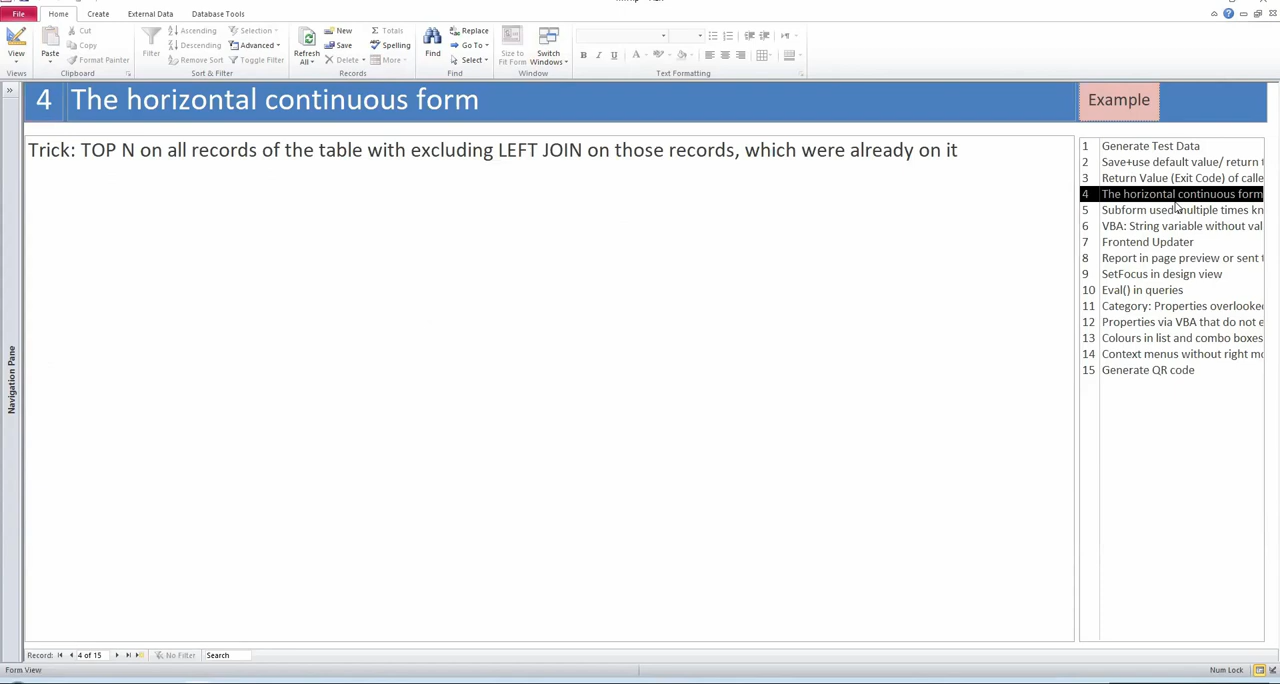 File Home Create External Data Database Tools
View Paste Cut Filter Ascending Selection Refresh All New Totals Find Replace Size to Fit Form Switch Windows
Copy Descending Advanced Save Spelling Go To
Format Painter Remove Sort Toggle Filter Delete More Select
Views Clipboard Sort & Filter Records Find Window Text Formatting
4 The horizontal continuous form Example
Trick: TOP N on all records of the table with excluding LEFT JOIN on those records, which were already on it
1 Generate Test Data
2 Save+use default value/ return
3 Return Value (Exit Code) of calle
4 The horizontal continuous form
5 Subform used multiple times kn
6 VBA: String variable without val
7 Frontend Updater
8 Report in page preview or sent
9 SetFocus in design view
10 Eval() in queries
11 Category: Properties overlooked
12 Properties via VBA that do not e
13 Colours in list and combo boxes
14 Context menus without right mo
15 Generate QR code
Navigation Pane
Record: 4 of 15 No Filter Search
Form View Num Lock